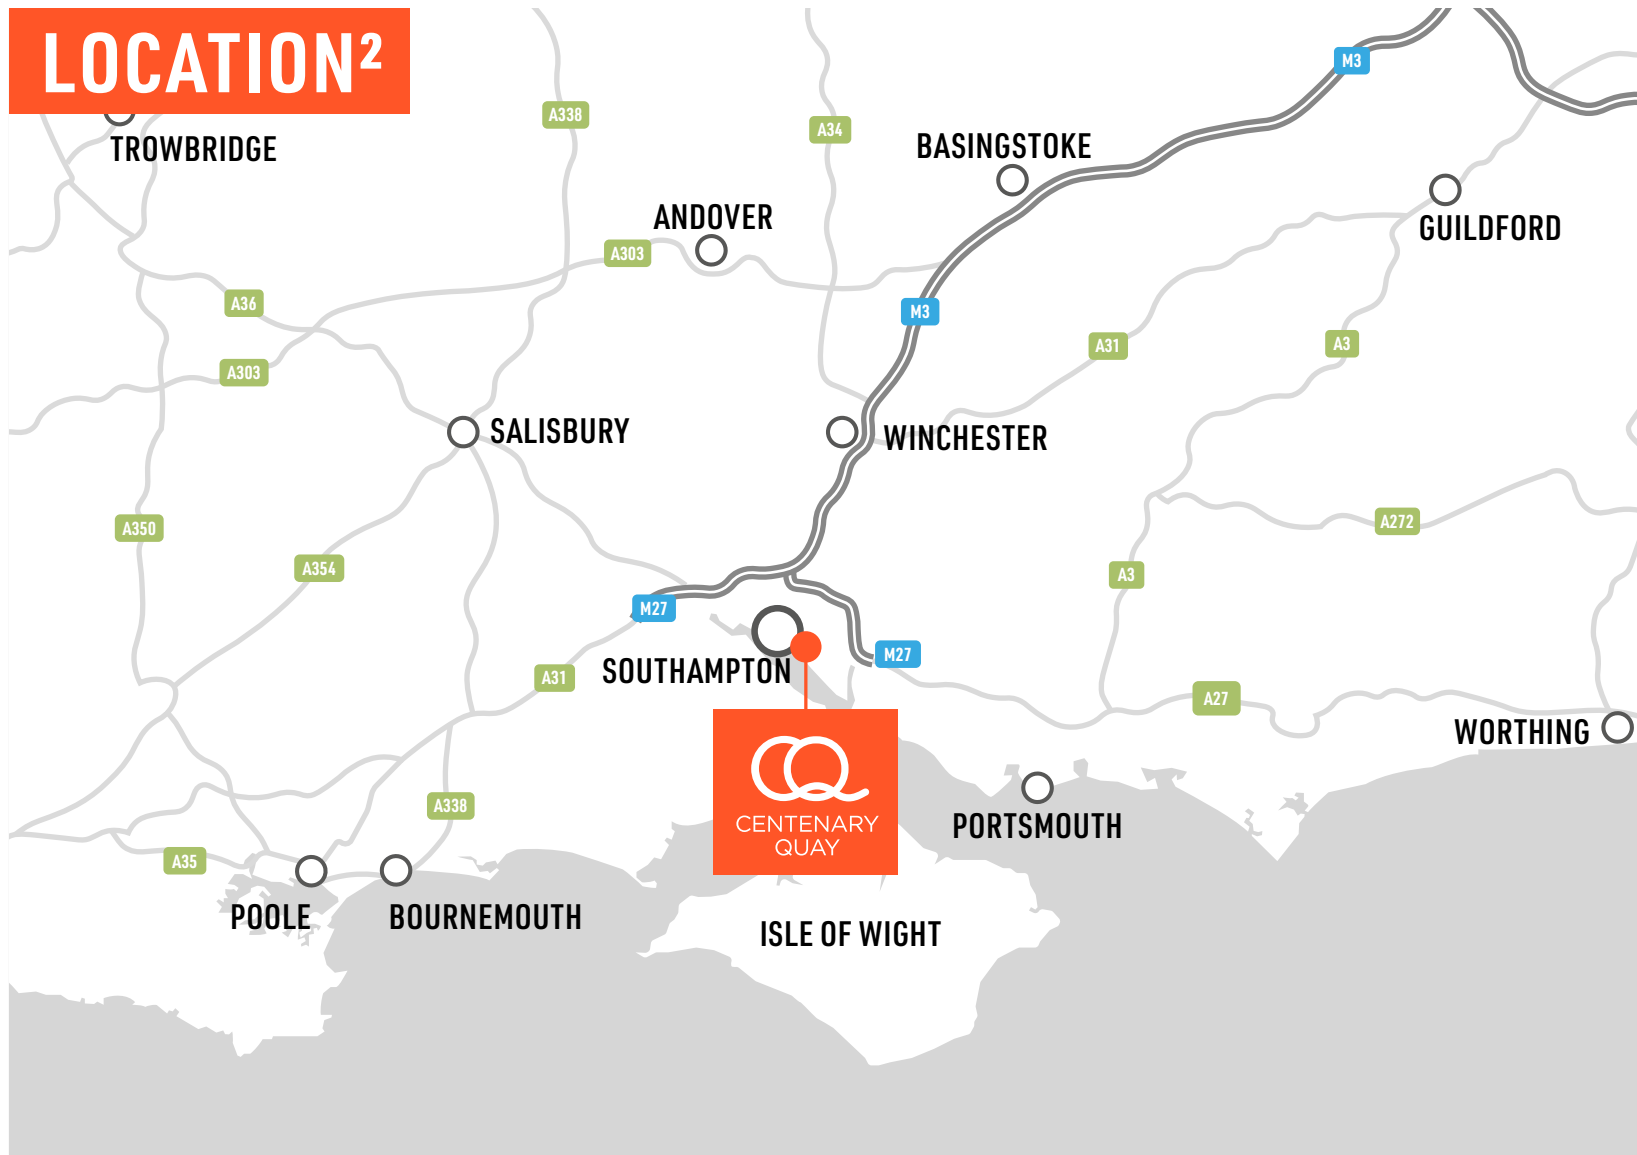 LOCATION²
M3
A338
A34
TROWBRIDGE
BASINGSTOKE
ANDOVER
GUILDFORD
A303
A36
M3
A31
A3
A303
SALISBURY
WINCHESTER
A350
A272
A354
A3
M27
M27
SOUTHAMPTON
A31
A27
WORTHING
A338
PORTSMOUTH
CENTENARY
QUAY
A35
POOLE
BOURNEMOUTH
ISLE OF WIGHT